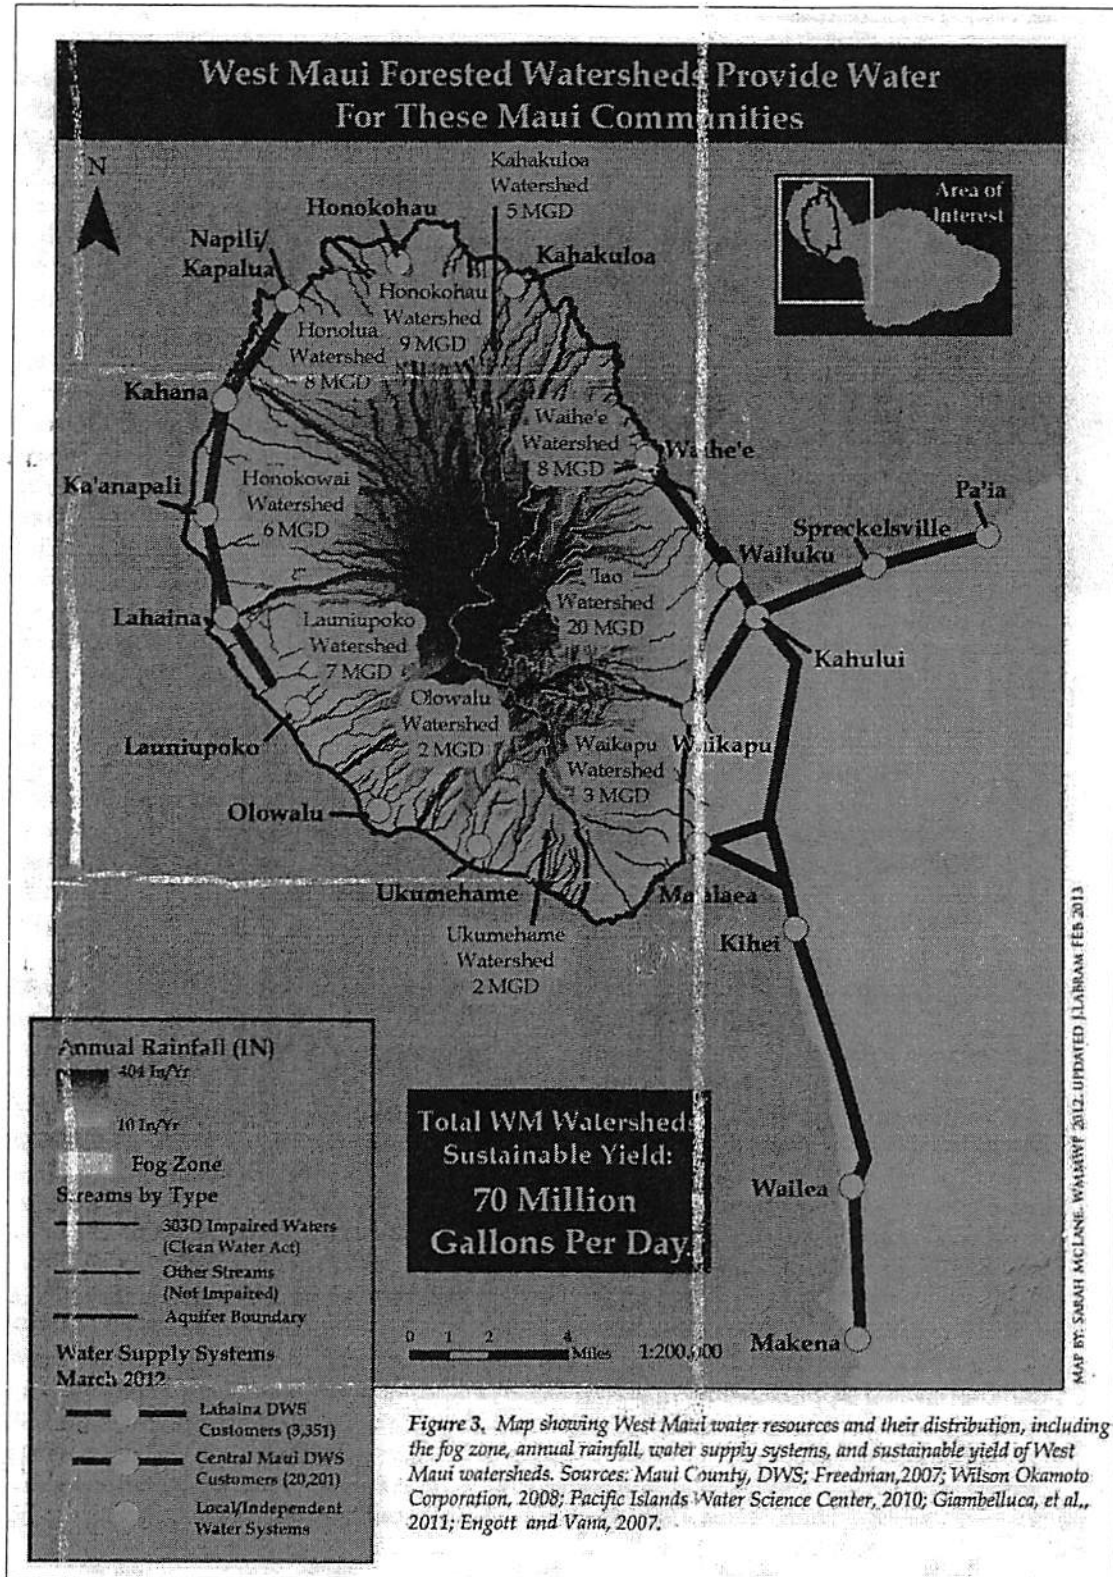 West Maui Forested Watersheds Provide Water
For These Maui Communities
N
Kahakuloa
Watershed
5 MGD
Area of
Interest
Honokohau
Napili/
Kapalua
Kahakuloa
Honokohau
Watershed
9 MGD
Honolua
Watershed
8 MGD
Kahana
Waihe'e
Watershed
8 MGD
Waihe'e
Ka'anapali
Honokowai
Watershed
6 MGD
Pa'ia
Spreckelsville
Wailuku
'Iao
Watershed
20 MGD
Lahaina
Launiupoko
Watershed
7 MGD
Kahului
Olowalu
Watershed
2 MGD
Launiupoko
Waikapu
Watershed
3 MGD
Waikapu
Olowalu
Ukumehame
Ma'alaea
Kihei
Ukumehame
Watershed
2 MGD
Annual Rainfall (IN)
404 In/Yr
10 In/Yr
Fog Zone
Streams by Type
303D Impaired Waters
(Clean Water Act)
Other Streams
(Not Impaired)
Aquifer Boundary
Water Supply Systems
March 2012
Lahaina DWS
Customers (3,351)
Central Maui DWS
Customers (20,201)
Local/Independent
Water Systems
Total WM Watersheds
Sustainable Yield:
70 Million
Gallons Per Day
Wailea
Makena
0 1 2 4
Miles 1:200,000
MAP BY: SARAH MCLANE, WMMWP 2012. UPDATED J.LABRAM FEB 2013
Figure 3. Map showing West Maui water resources and their distribution, including
the fog zone, annual rainfall, water supply systems, and sustainable yield of West
Maui watersheds. Sources: Maui County, DWS; Freedman,2007; Wilson Okamoto
Corporation, 2008; Pacific Islands Water Science Center, 2010; Giambelluca, et al.,
2011; Engott and Vana, 2007.